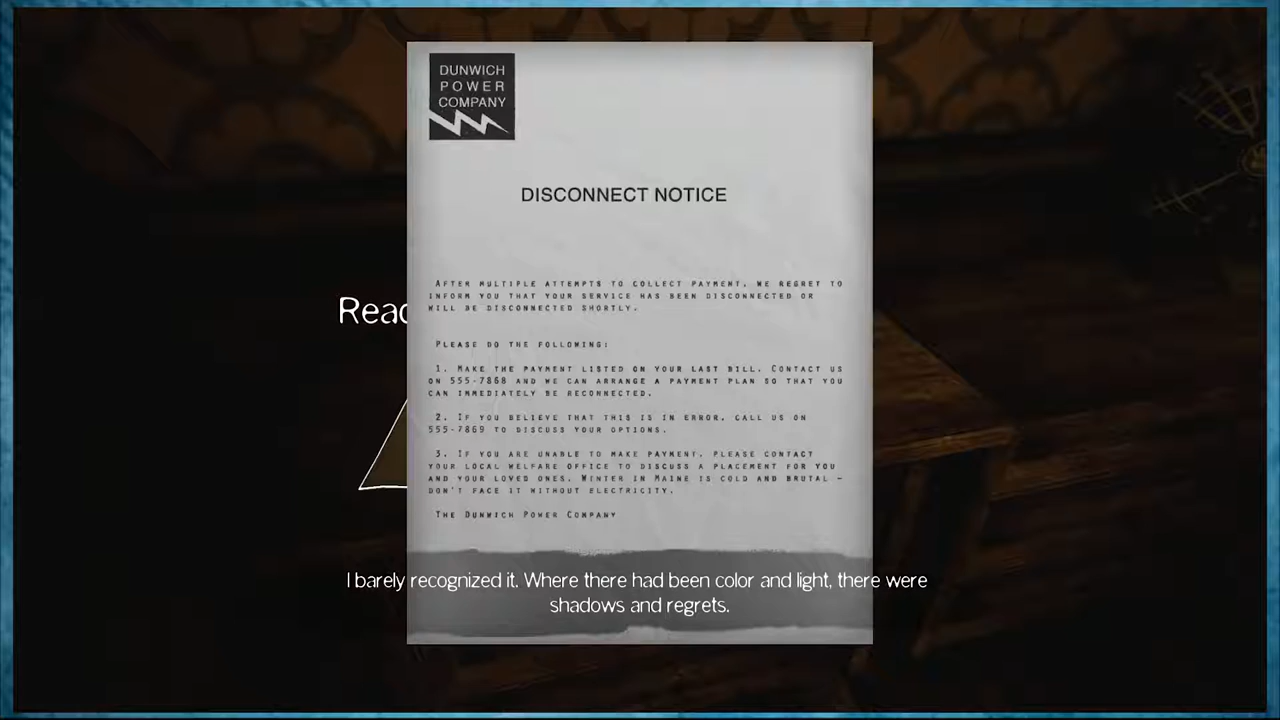 DUNWICH
POWER
COMPANY
DISCONNECT NOTICE
Read
AFTER MULTIPLE ATTEMPTS TO COLLECT PAYMENT, WE REGRET TO
INFORM YOU THAT YOUR SERVICE HAS BEEN DISCONNECTED OR
WILL BE DISCONNECTED SHORTLY.
PLEASE DO THE FOLLOWING:
1. MAKE THE PAYMENT LISTED ON YOUR LAST BILL. CONTACT US
ON 555-7868 AND WE CAN ARRANGE A PAYMENT PLAN SO THAT YOU
CAN IMMEDIATELY BE RECONNECTED.
2. IF YOU BELIEVE THAT THIS IS IN ERROR, CALL US ON
555-7869 TO DISCUSS YOUR OPTIONS.
3. IF YOU ARE UNABLE TO MAKE PAYMENT, PLEASE CONTACT
YOUR LOCAL WELFARE OFFICE TO DISCUSS A PLACEMENT FOR YOU
AND YOUR LOVED ONES. WINTER IN MAINE IS COLD AND BRUTAL –
DON'T FACE IT WITHOUT ELECTRICITY.
THE DUNWICH POWER COMPANY
I barely recognized it. Where there had been color and light, there were
shadows and regrets.